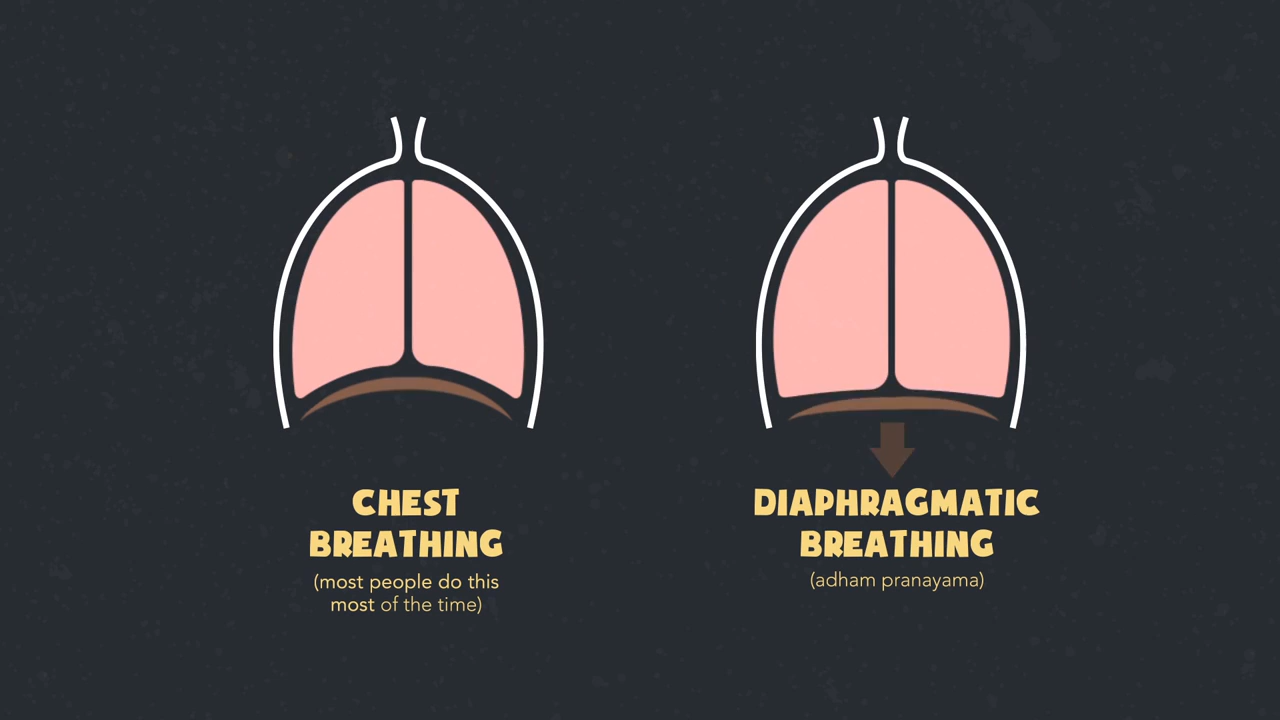 CHEST
BREATHING
(most people do this
most of the time)
DIAPHRAGMATIC
BREATHING
(adham pranayama)